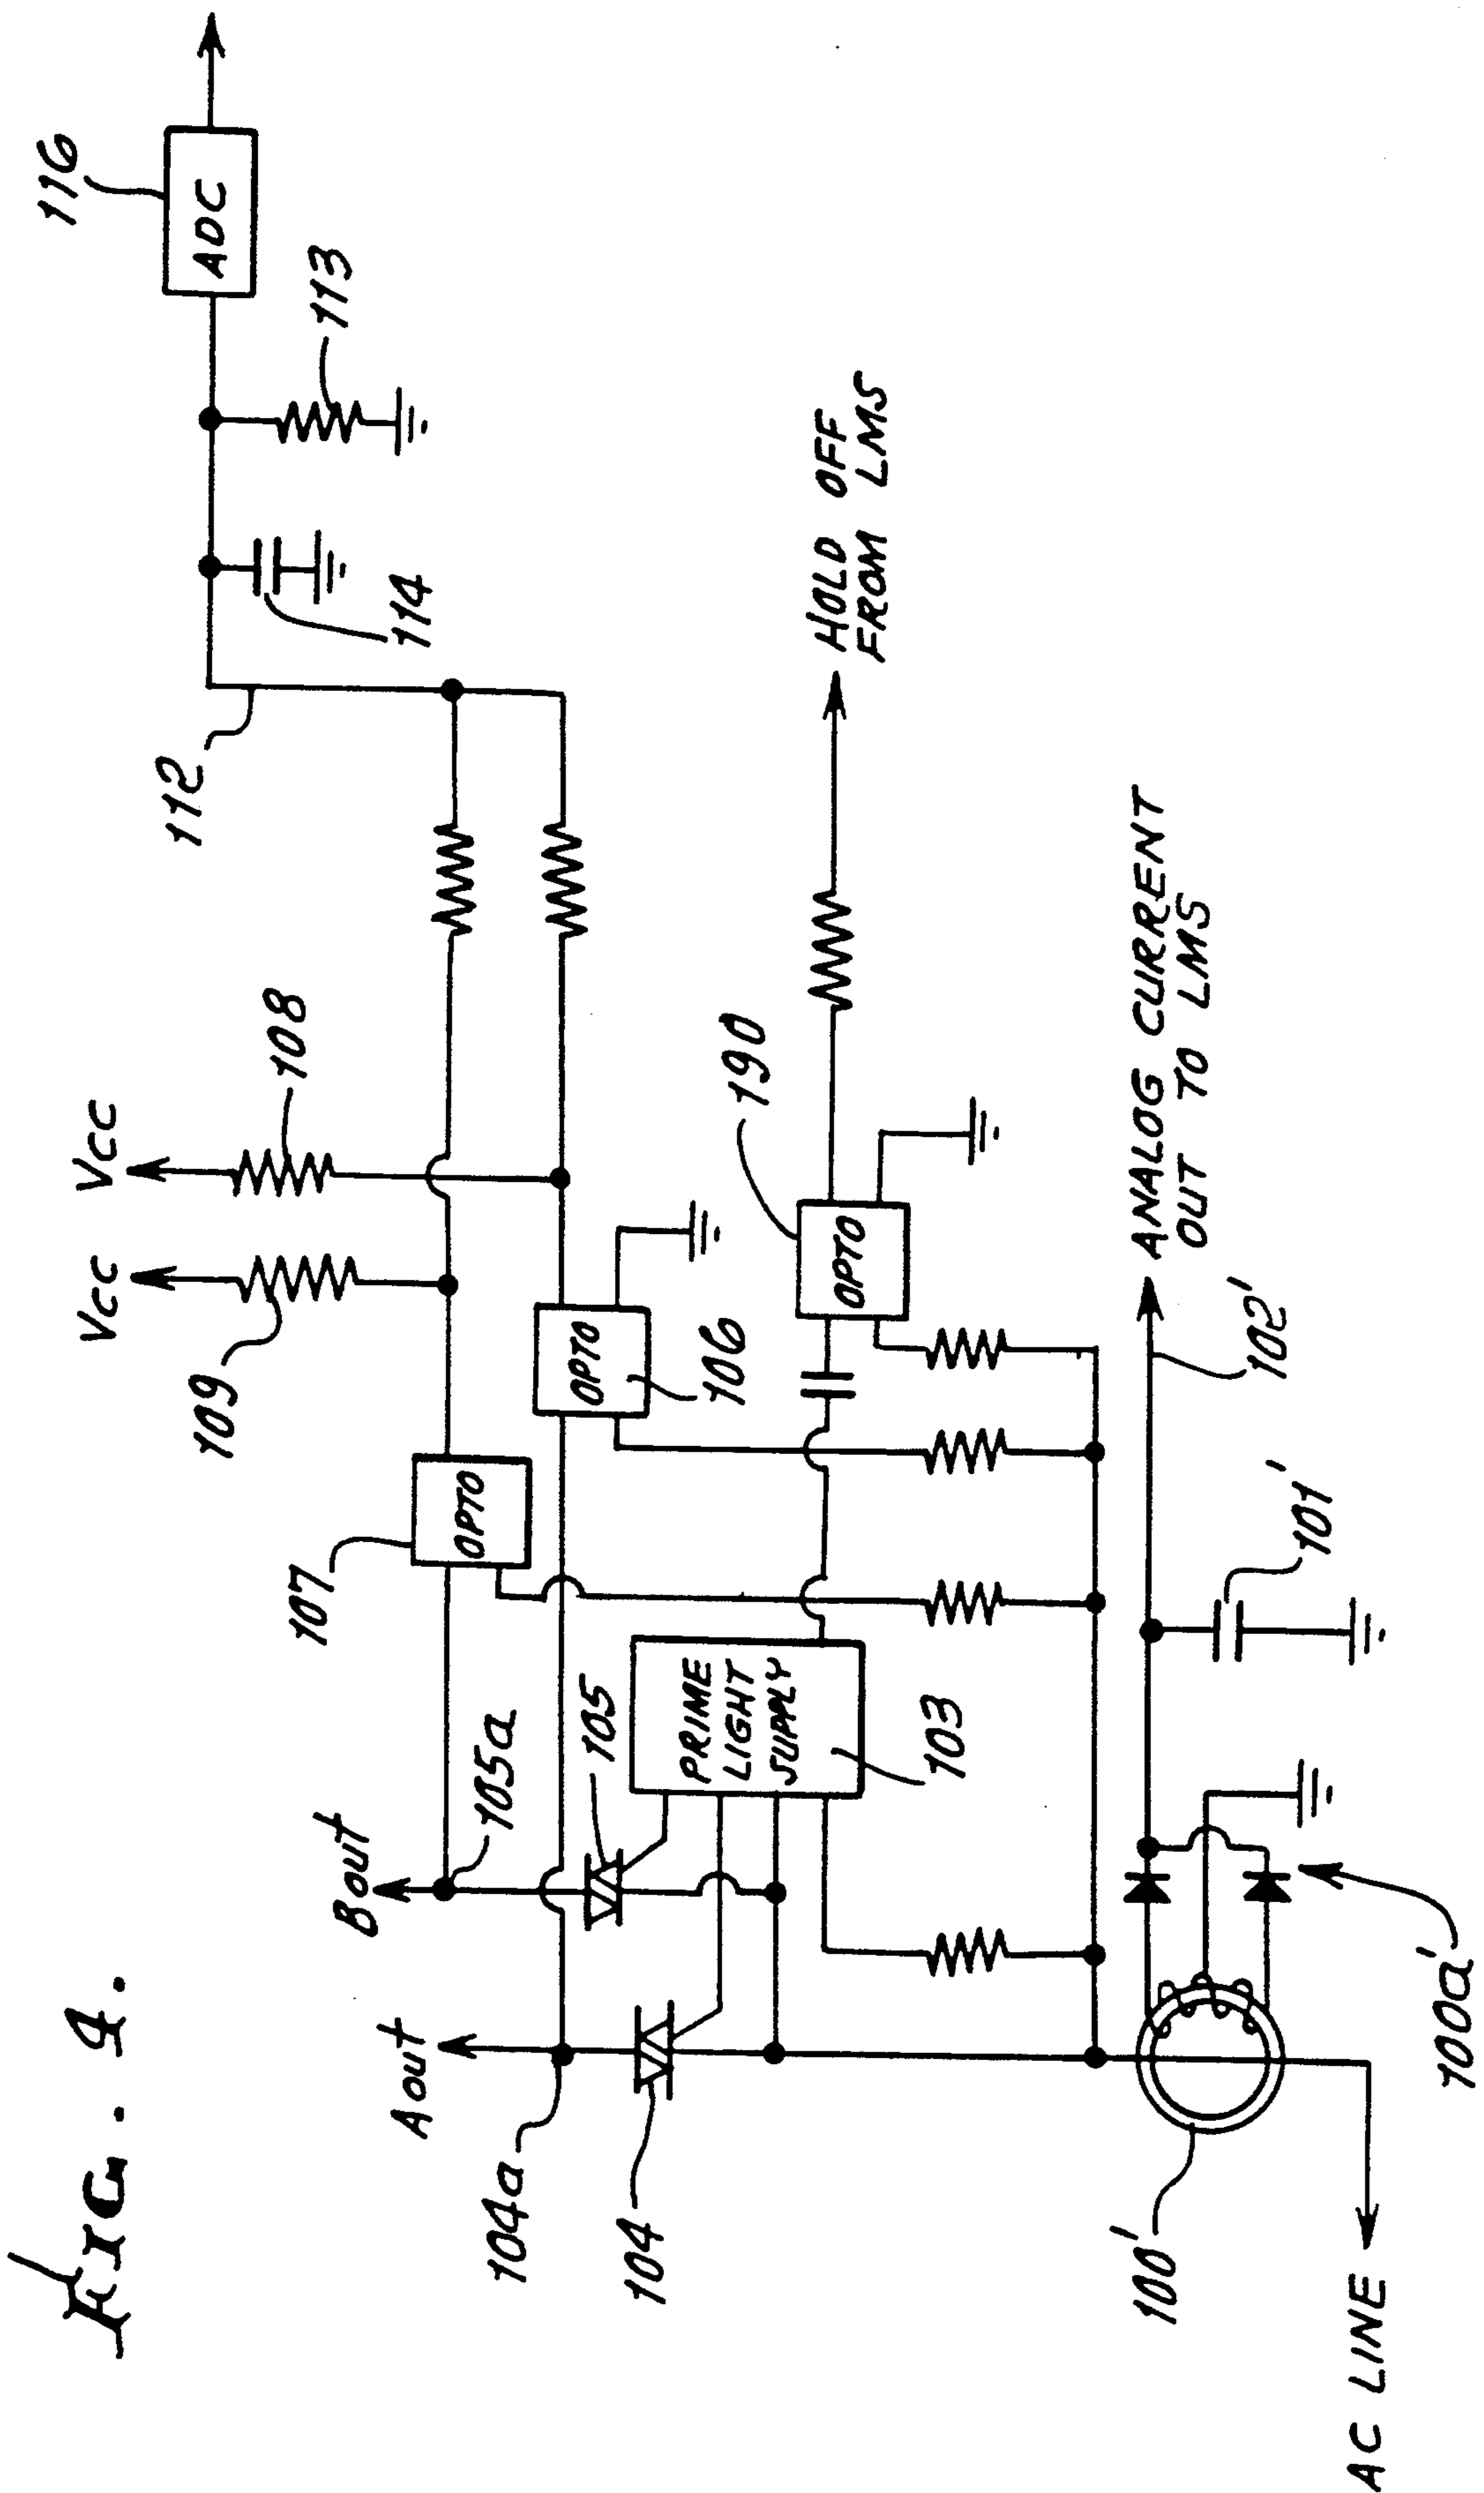 Fig. 9.
116
ADC
113
114
112
Vcc
Vcc
108
109
HOLD OFF
FROM LMS
190
OPTO
106
OPTO
107
OPTO
ANALOG CURRENT
OUT TO LMS
102'
101'
B out
105a
105
PRIME
LIGHT
SUPPLY
103
A out
104a
104
100'
100a'
AC LINE